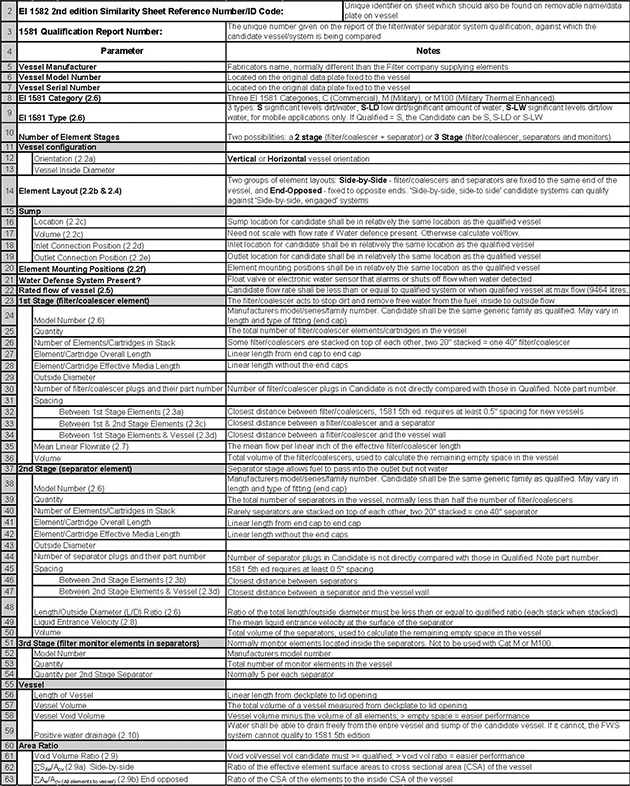 2 EI 1582 2nd edition Similarity Sheet Reference Number/ID Code: Unique identifier on sheet which should also be found on removable name/data
plate on vessel
3 1581 Qualification Report Number: The unique number given on the report of the filter/water separator system qualification, against which the
candidate vessel/system is being compared
4 Parameter Notes
5 Vessel Manufacturer Fabricators name, normally different than the Filter company supplying elements
6 Vessel Model Number Located on the original data plate fixed to the vessel
7 Vessel Serial Number Located on the original data plate fixed to the vessel
8 EI 1581 Category (2.6) Three EI 1581 Categories, C (Commercial), M (Military), or M100 (Military Thermal Enhanced).
9 EI 1581 Type (2.6) 3 types: S significant levels dirt/water, S-LD low dirt/significant amount of water, S-LW significant levels dirt/low
water, for mobile applications only. If Qualified = S, the Candidate can be S, S-LD or S-LW
10 Number of Element Stages Two possibilities: a 2 stage (filter/coalescer + separator) or 3 Stage (filter/coalescer, separators and monitors)
11 Vessel configuration
12 Orientation (2.2a) Vertical or Horizontal vessel orientation
13 Vessel Inside Diameter
14 Element Layout (2.2b & 2.4) Two groups of element layouts: Side-by-Side - filter/coalescers and separators are fixed to the same end of the
vessel, and End-Opposed - fixed to opposite ends. 'Side-by-side, side-to side' candidate systems can qualify
against 'Side-by-side, engaged' systems
15 Sump
16 Location (2.2c) Sump location for candidate shall be in relatively the same location as the qualified vessel
17 Volume (2.2c) Need not scale with flow rate if Water defence present. Otherwise calculate vol/flow.
18 Inlet Connection Position (2.2d) Inlet location for candidate shall be in relatively the same location as the qualified vessel
19 Outlet Connection Position (2.2e) Outlet location for candidate shall be in relatively the same location as the qualified vessel
20 Element Mounting Positions (2.2f) Element mounting positions shall be in relatively the same location as the qualified vessel
21 Water Defense System Present? Float valve or electronic water sensor that alarms or shuts off flow when water detected
22 Rated flow of vessel (2.5) Candidate flow rate shall be less than or equal to qualified system or when qualified vessel at max flow (9464 litres,
23 1st Stage (filter/coalescer element) The filter/coalescer acts to stop dirt and remove free water from the fuel, inside to outside flow
24 Model Number (2.6) Manufacturers model/series/family number. Candidate shall be the same generic family as qualified. May vary in
length and type of fitting (end cap)
25 Quantity The total number of filter/coalescer elements/cartridges in the vessel
26 Number of Elements/Cartridges in Stack Some filter/coalescers are stacked on top of each other, two 20" stacked = one 40" filter/coalescer
27 Element/Cartridge Overall Length Linear length from end cap to end cap
28 Element/Cartridge Effective Media Length Linear length without the end caps
29 Outside Diameter
30 Number of filter/coalescer plugs and their part number Number of filter/coalescer plugs in Candidate is not directly compared with those in Qualified. Note part number.
31 Spacing
32 Between 1st Stage Elements (2.3a) Closest distance between filter/coalescers, 1581 5th ed. requires at least 0.5" spacing for new vessels
33 Between 1st & 2nd Stage Elements (2.3c) Closest distance between a filter/coalescer and a separator
34 Between 1st Stage Elements & Vessel (2.3d) Closest distance between a filter/coalescer and the vessel wall
35 Mean Linear Flowrate (2.7) The mean flow per linear inch of the effective filter/coalescer length
36 Volume Total volume of the filter/coalescers, used to calculate the remaining empty space in the vessel
37 2nd Stage (separator element) Separator stage allows fuel to pass into the outlet but not water
38 Model Number (2.6) Manufacturers model/series/family number. Candidate shall be the same generic family as qualified. May vary in
length and type of fitting (end cap)
39 Quantity The total number of separators in the vessel, normally less than half the number of filter/coalescers
40 Number of Elements/Cartridges in Stack Rarely separators are stacked on top of each other, two 20" stacked = one 40" separator
41 Element/Cartridge Overall Length Linear length from end cap to end cap
42 Element/Cartridge Effective Media Length Linear length without the end caps
43 Outside Diameter
44 Number of separator plugs and their part number Number of separator plugs in Candidate is not directly compared with those in Qualified. Note part number.
45 Spacing 1581 5th ed requires at least 0.5" spacing
46 Between 2nd Stage Elements (2.3b) Closest distance between separators
47 Between 2nd Stage Elements & Vessel (2.3d) Closest distance between a separator and the vessel wall
48 Length/Outside Diameter (L/D) Ratio (2.6) Ratio of the total length/outside diameter must be less than or equal to qualified ratio (each stack when stacked)
49 Liquid Entrance Velocity (2.8) The mean liquid entrance velocity at the surface of the separator
50 Volume Total volume of the separators, used to calculate the remaining empty space in the vessel
51 3rd Stage (filter monitor elements in separators) Normally monitor elements located inside the separators. Not to be used with Cat M or M100.
52 Model Number Manufacturers model number
53 Quantity Total number of monitor elements in the vessel
54 Quantity per 2nd Stage Separator Normally 5 per each separator
55 Vessel
56 Length of Vessel Linear length from deckplate to lid opening
57 Vessel Volume The total volume of a vessel measured from deckplate to lid opening
58 Vessel Void Volume Vessel volume minus the volume of all elements; > empty space = easier performance
59 Positive water drainage (2.10) Water shall be able to drain freely from the entire vessel and sump of the candidate vessel. If it cannot, the FWS
system cannot qualify to 1581 5th edition
60 Area Ratio
61 Void Volume Ratio (2.9) Void vol/vessel vol candidate must >= qualified; > void vol ratio = easier performance
62 ΣSAe/Acv (2.9a) Side-by-side Ratio of the effective element surface areas to cross sectional area (CSA) of the vessel
63 ΣAe/Acv (All elements to vessel) (2.9b) End opposed Ratio of the CSA of the elements to the inside CSA of the vessel